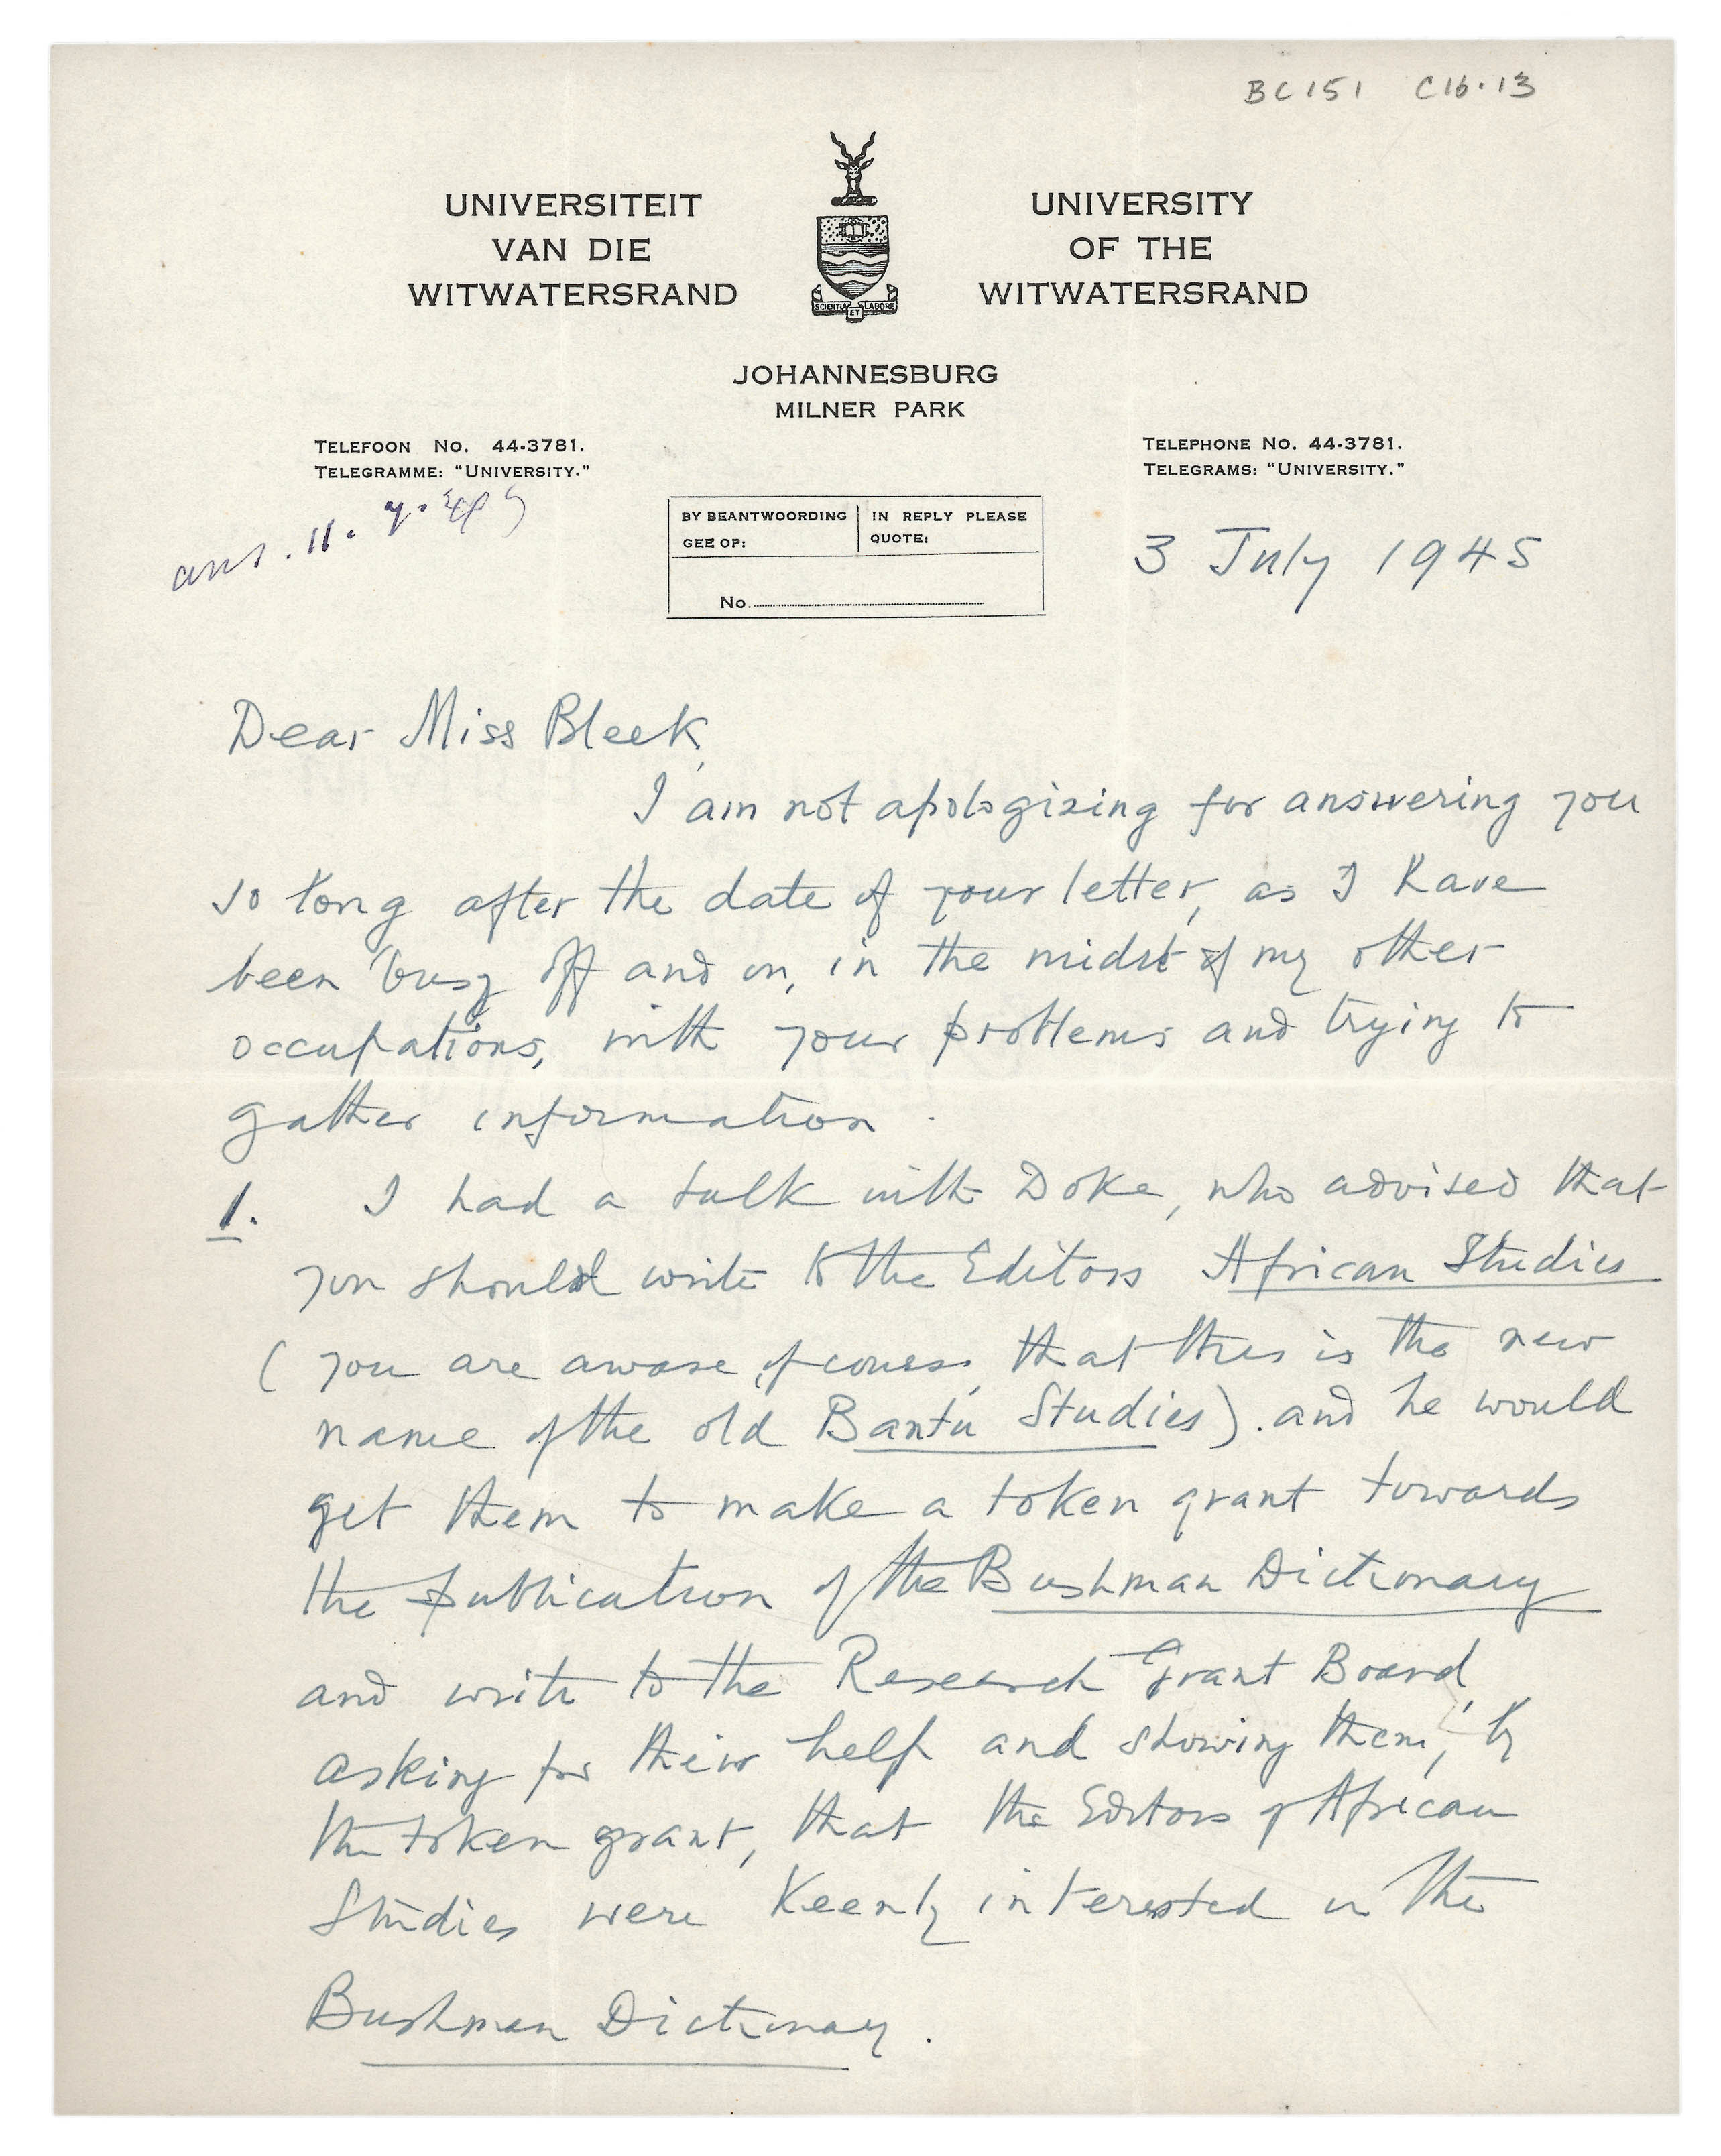 BC 151 C16.13
UNIVERSITEIT
VAN DIE
WITWATERSRAND
SCIENTIA ET LABORE
UNIVERSITY
OF THE
WITWATERSRAND
JOHANNESBURG
MILNER PARK
TELEFOON No. 44-3781.
TELEGRAMME: "UNIVERSITY."
TELEPHONE No. 44-3781.
TELEGRAMS: "UNIVERSITY."
ans. 11. 7.
BY BEANTWOORDING
GEE OP:
IN REPLY PLEASE
QUOTE:
No.
3 July 1945
Dear Miss Bleek,
I am not apologizing for answering you
so long after the date of your letter, as I have
been busy off and on, in the midst of my other
occupations, with your problems and trying to
gather information.
1. I had a talk with Doke, who advised that
you should write to the Editors African Studies
(you are aware, of course, that this is the new
name of the old Bantu Studies). and he would
get them to make a token grant towards
the publication of the Bushman Dictionary
and write to the Research Grant Board,
asking for their help and showing them, by
the token grant, that the Editors of African
Studies were keenly interested in the
Bushman Dictionary.